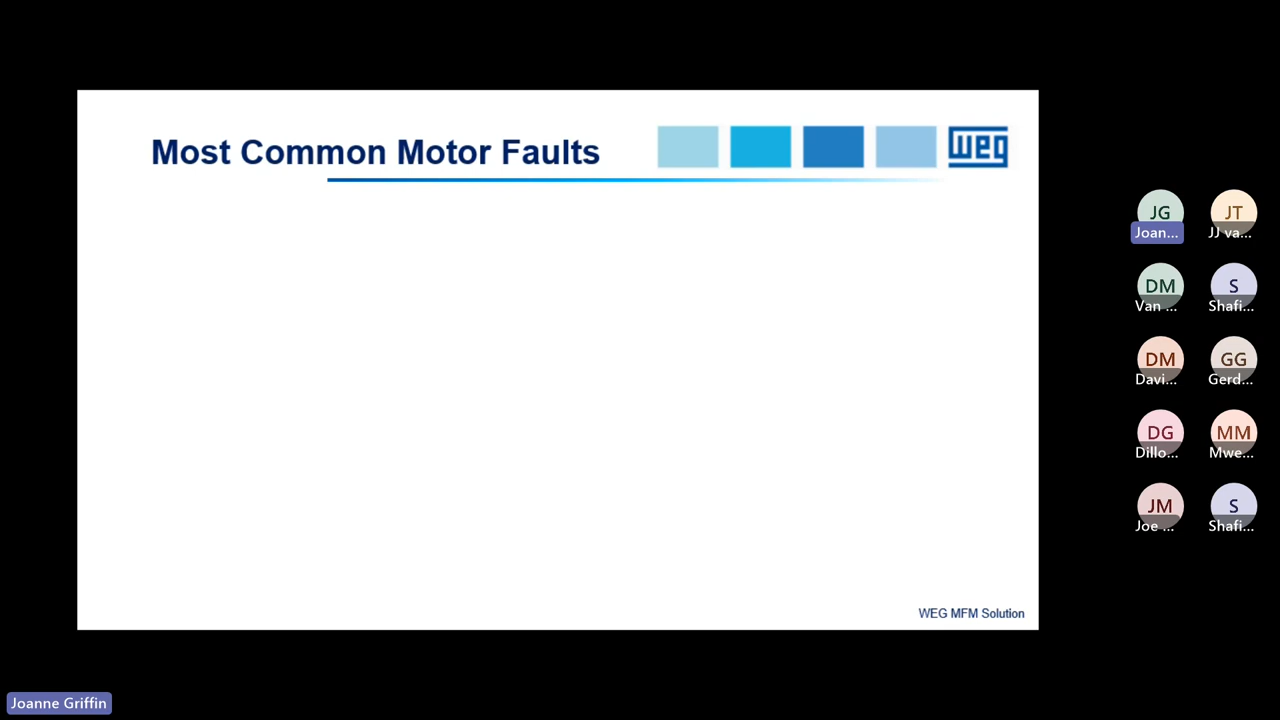 Most Common Motor Faults
weg
JG
JT
Joan...
JJ va...
DM
S
Van ...
Shafi...
DM
GG
Davi...
Gerd...
DG
MM
Dillo...
Mwe...
JM
S
Joe ...
Shafi...
WEG MFM Solution
Joanne Griffin